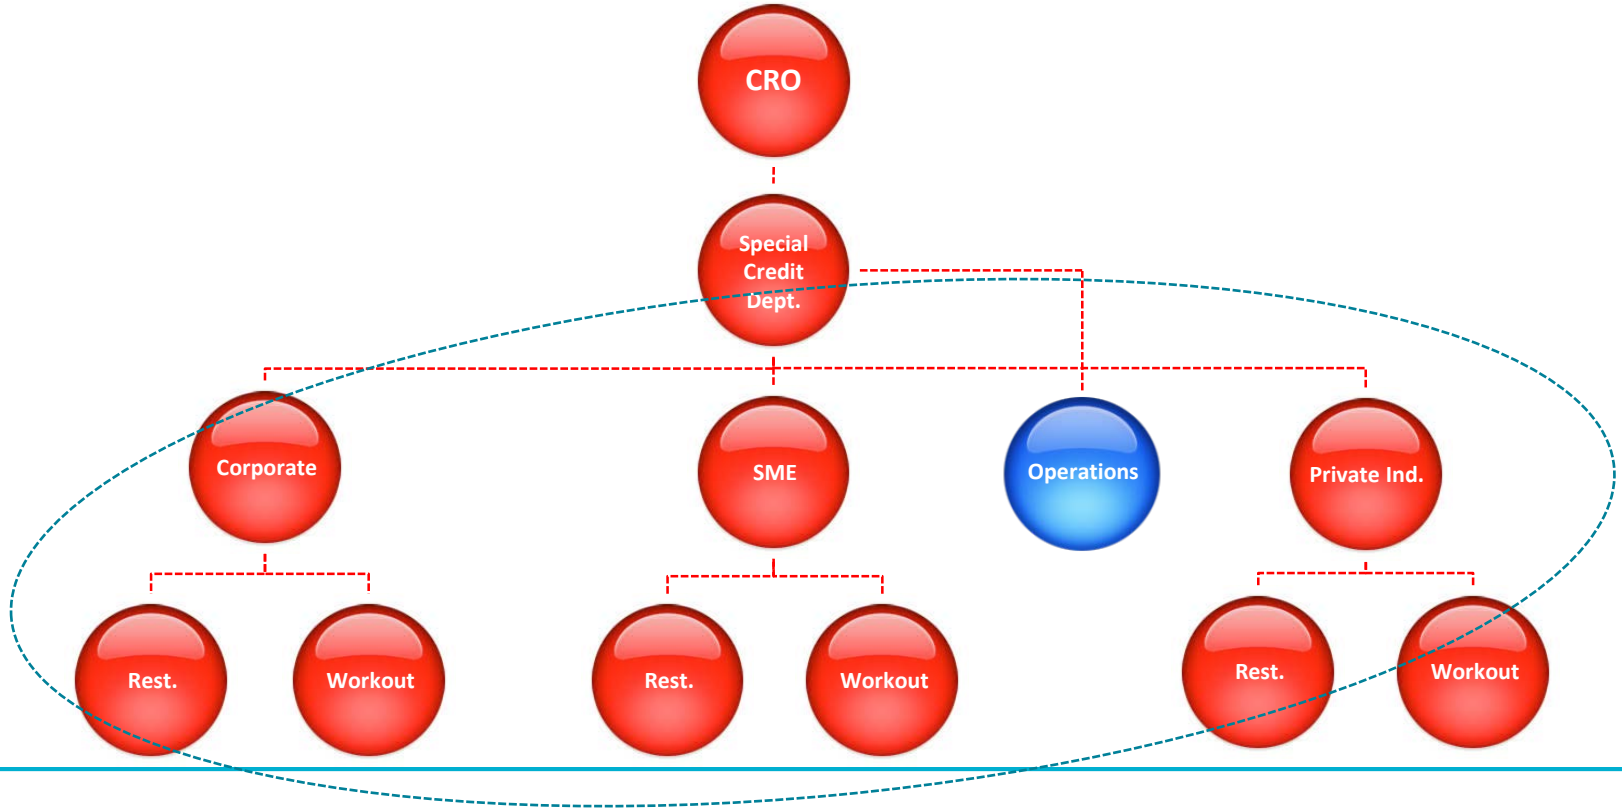 CRO
Special
Credit
Dept.
Corporate
SME
Operations
Private Ind.
Rest.
Workout
Rest.
Workout
Rest.
Workout